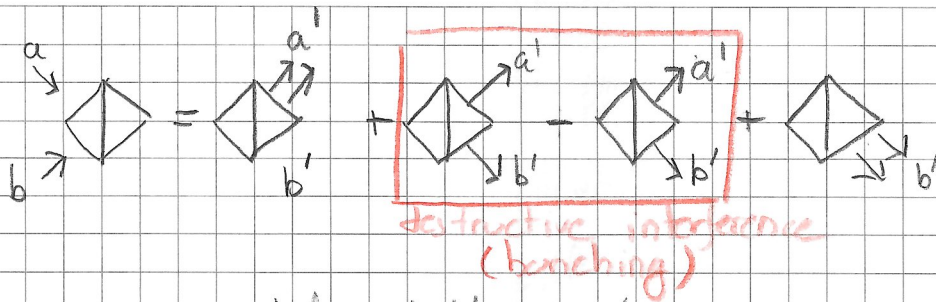 a a' a' a'
= + - +
b b' b' b' b'
destructive interference
(bunching)